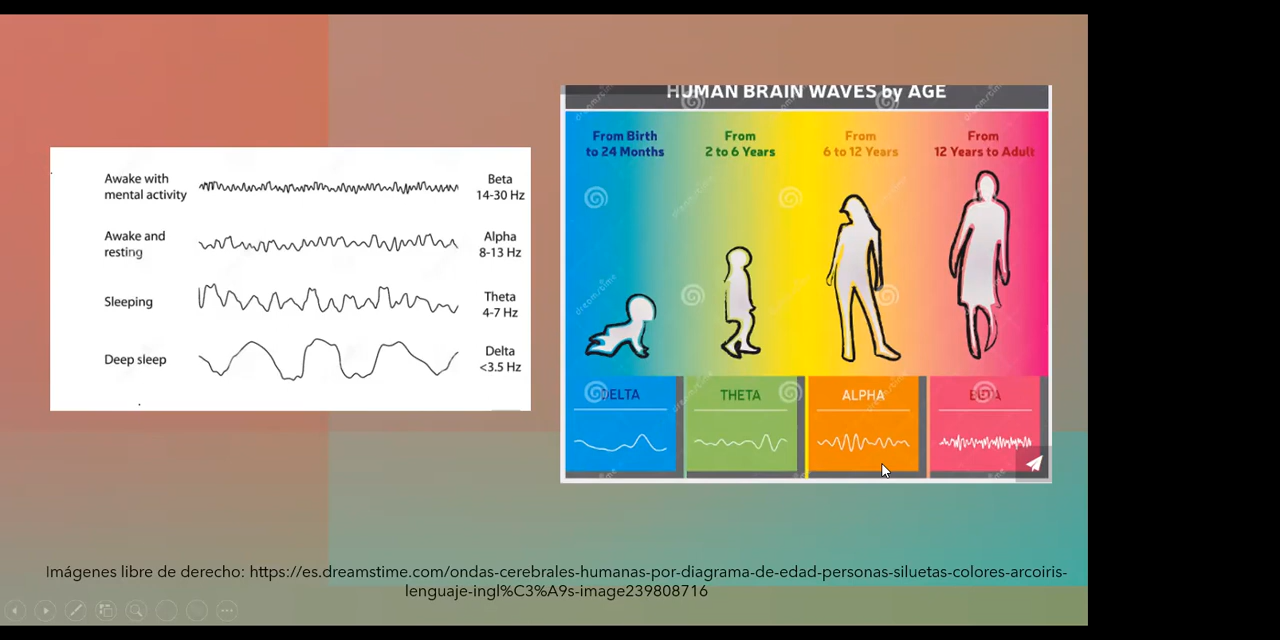 Awake with
mental activity
Beta
14-30 Hz
Awake and
resting
Alpha
8-13 Hz
Sleeping
Theta
4-7 Hz
Deep sleep
Delta
<3.5 Hz
HUMAN BRAIN WAVES by AGE
From Birth
to 24 Months
From
2 to 6 Years
From
6 to 12 Years
From
12 Years to Adult
DELTA
THETA
ALPHA
BETA
dreamstime
Imágenes libre de derecho: https://es.dreamstime.com/ondas-cerebrales-humanas-por-diagrama-de-edad-personas-siluetas-colores-arcoiris-
lenguaje-ingl%C3%A9s-image239808716